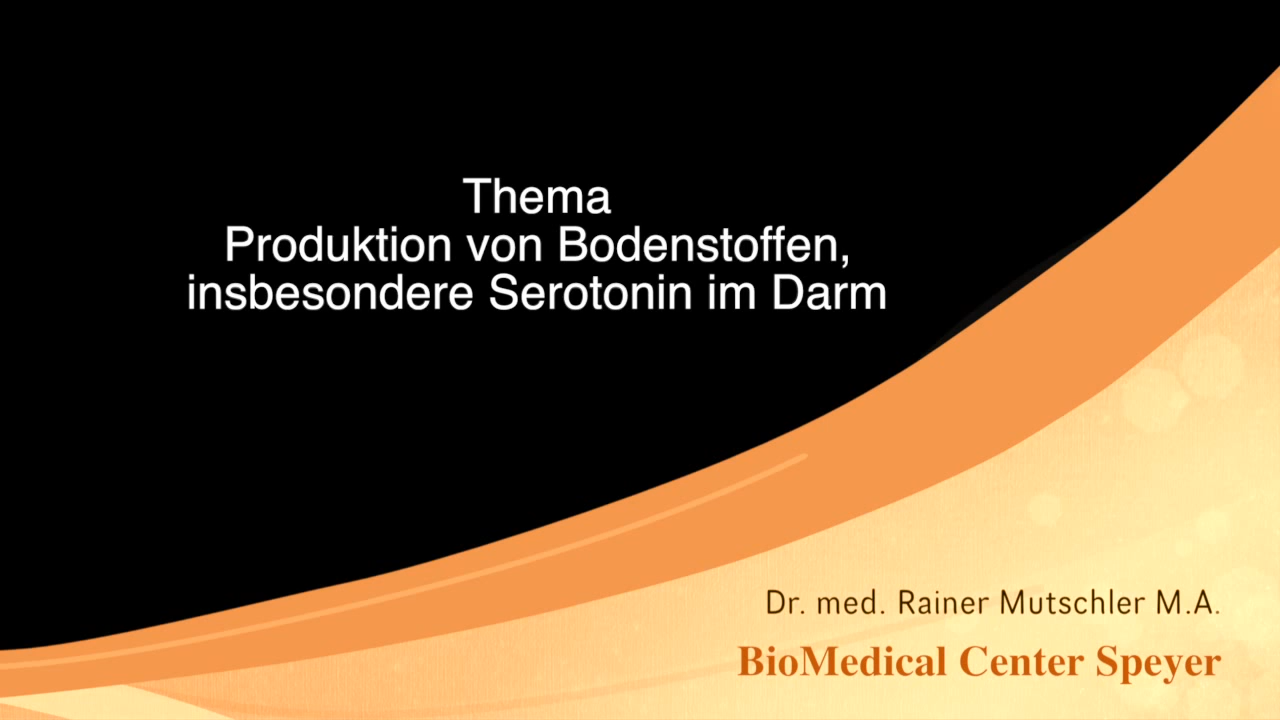 Thema
Produktion von Bodenstoffen,
insbesondere Serotonin im Darm
Dr. med. Rainer Mutschler M.A.
BioMedical Center Speyer